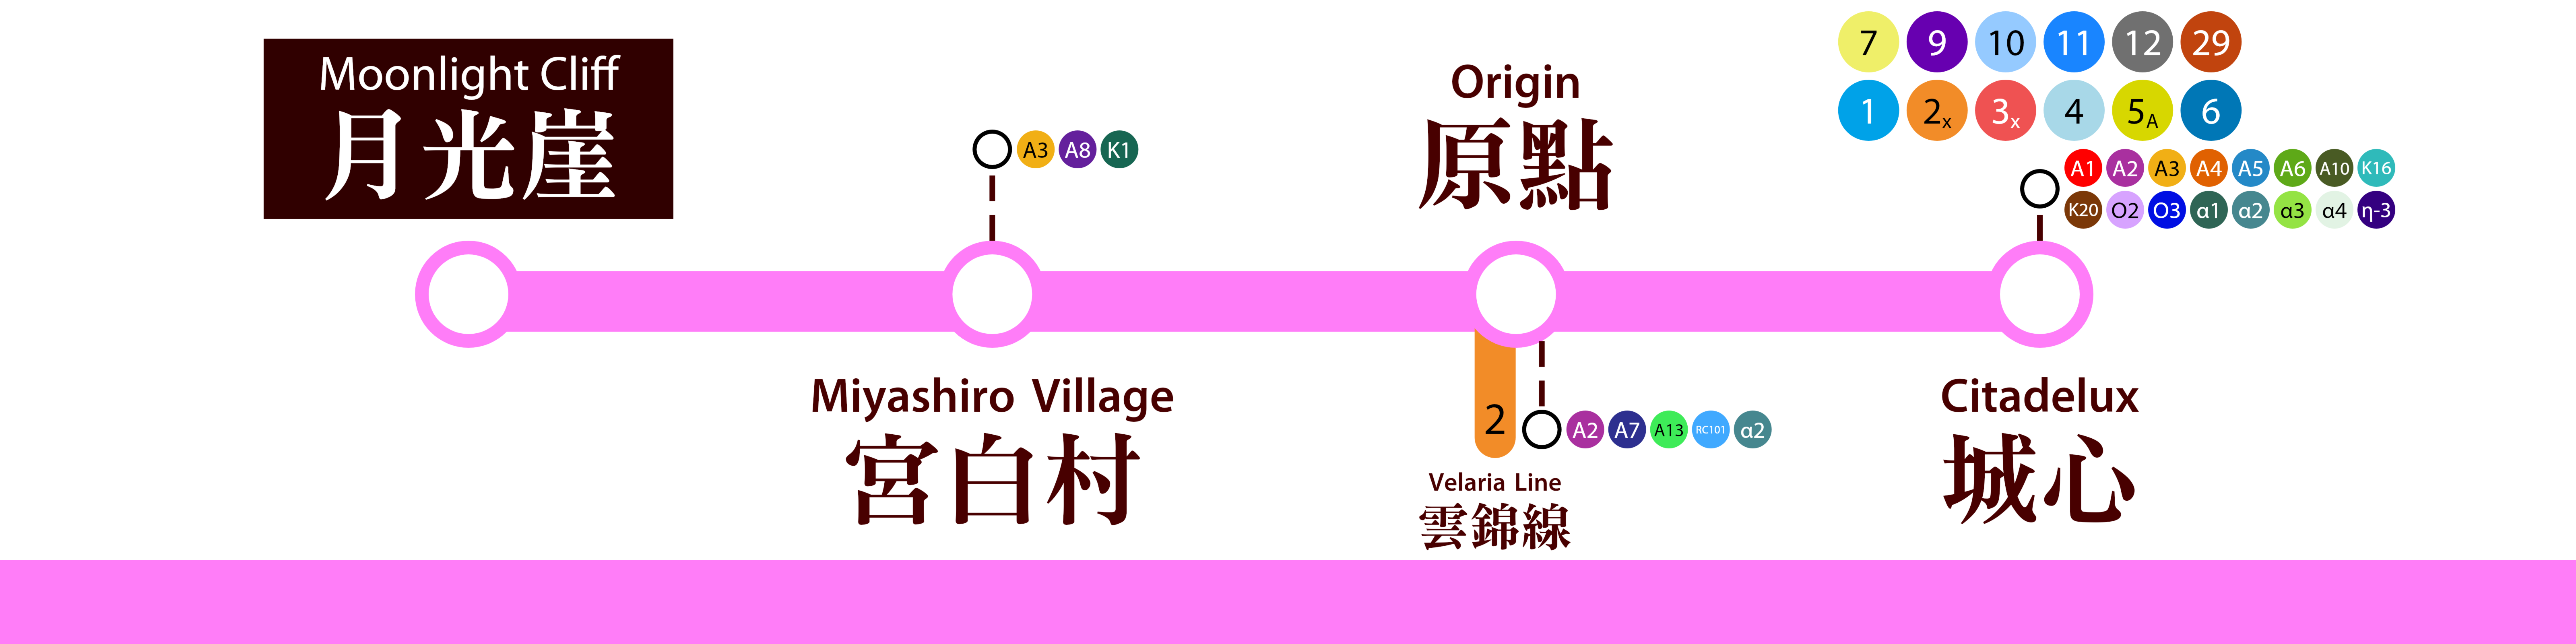 Moonlight Cliff
月光崖
A3 A8 K1
Miyashiro Village
宮白村
Origin
原點
2
A2 A7 A13 RC101 α2
Velaria Line
雲錦線
7 9 10 11 12 29
1 2x 3x 4 5A 6
A1 A2 A3 A4 A5 A6 A10 K16
K20 O2 O3 α1 α2 α3 α4 η-3
Citadelux
城心